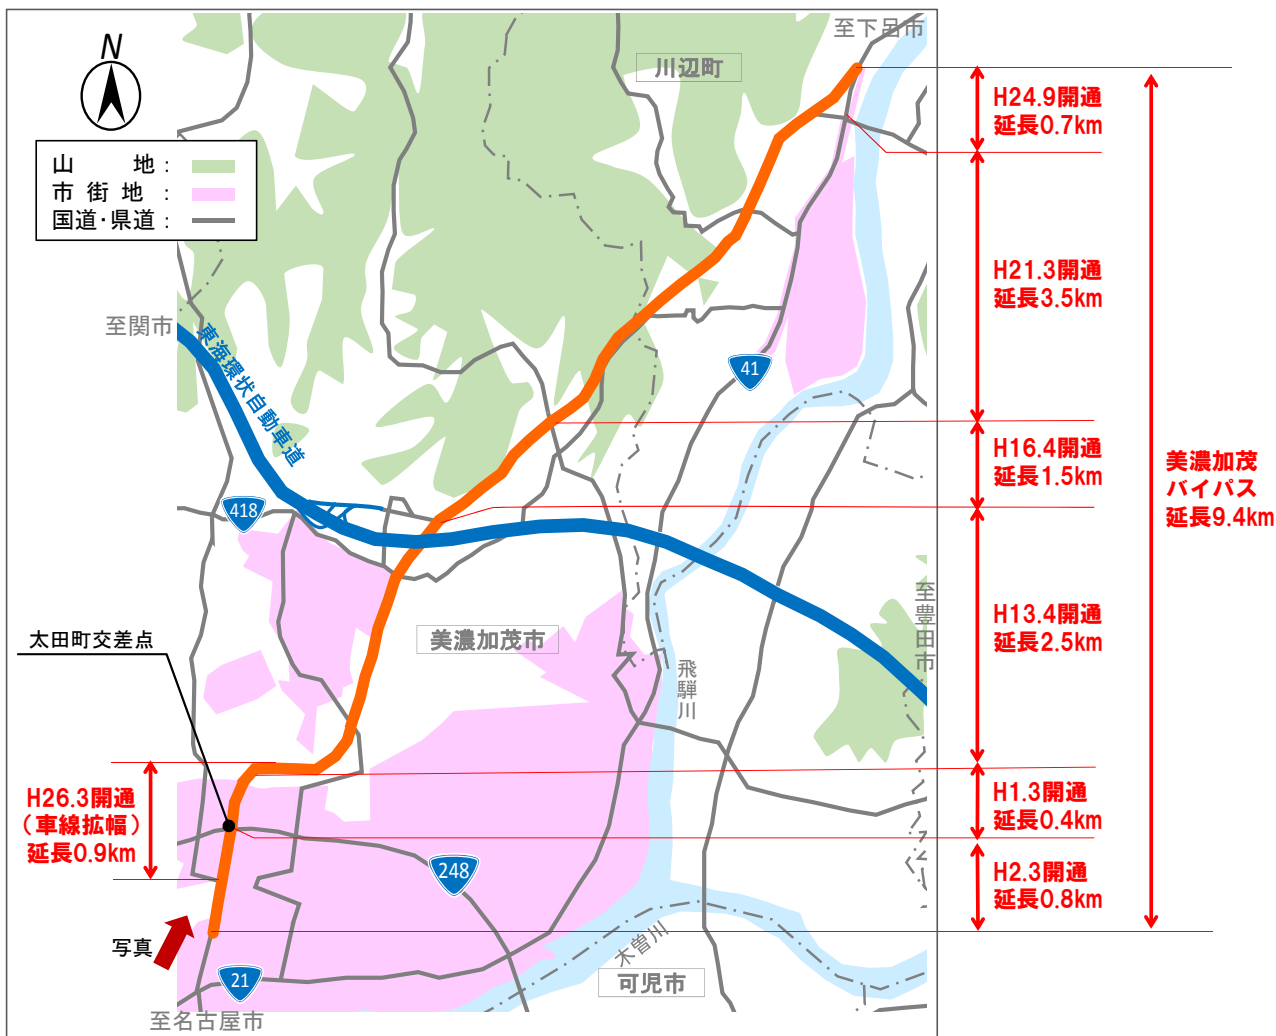 至下呂市
川辺町
N
山 地：
市街地：
国道・県道：
至関市
東海環状自動車道
41
418
美濃加茂市
太田町交差点
飛騨川
至豊田市
248
写真
21
木曽川
可児市
至名古屋市
H24.9開通
延長0.7km
H21.3開通
延長3.5km
H16.4開通
延長1.5km
H13.4開通
延長2.5km
H1.3開通
延長0.4km
H2.3開通
延長0.8km
美濃加茂
バイパス
延長9.4km
H26.3開通
（車線拡幅）
延長0.9km